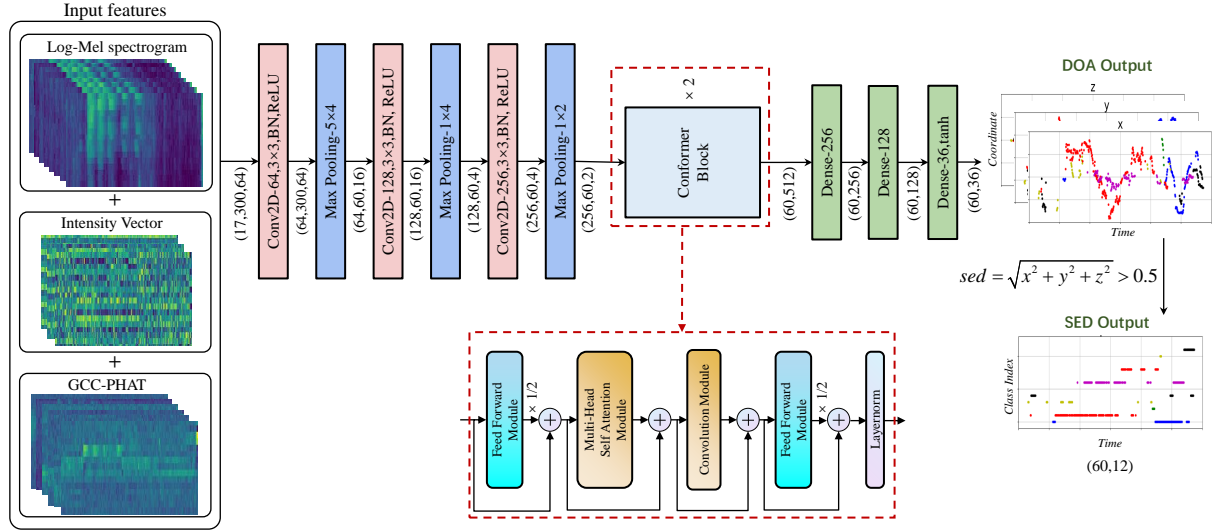 Input features
Log-Mel spectrogram
+
Intensity Vector
+
GCC-PHAT
(17,300,64)
Conv2D-64,3×3,BN,ReLU
(64,300,64)
Max Pooling-5×4
(64,60,16)
Conv2D-128,3×3,BN, ReLU
(128,60,16)
Max Pooling-1×4
(128,60,4)
Conv2D-256,3×3,BN, ReLU
(256,60,4)
Max Pooling-1×2
(256,60,2)
× 2
Conformer
Block
(60,512)
Dense-256
(60,256)
Dense-128
(60,128)
Dense-36,tanh
(60,36)
DOA Output
z
y
x
Coordinate
Time
sed = √x² + y² + z² > 0.5
SED Output
Class Index
Time
(60,12)
Feed Forward
Module
× 1/2
+
Multi-Head
Self Attention
Module
+
Convolution Module
+
Feed Forward
Module
× 1/2
+
Layernorm